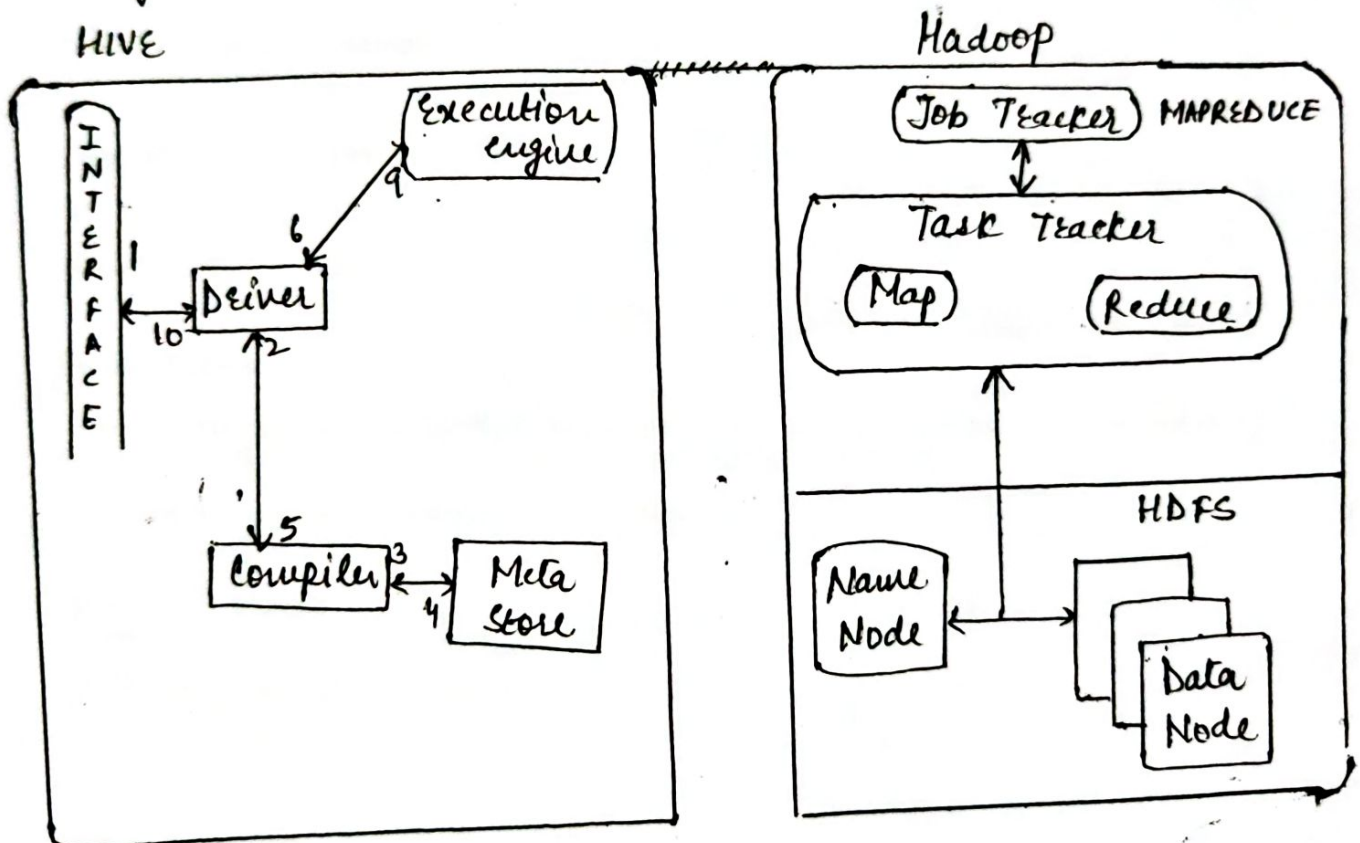 HIVE
INTERFACE
Execution
engine
9
6
1
Driver
10
2
5
Compiler
3
4
Meta
Store
Hadoop
Job Tracker
MAPREDUCE
Task Tracker
Map
Reduce
HDFS
Name
Node
Data
Node